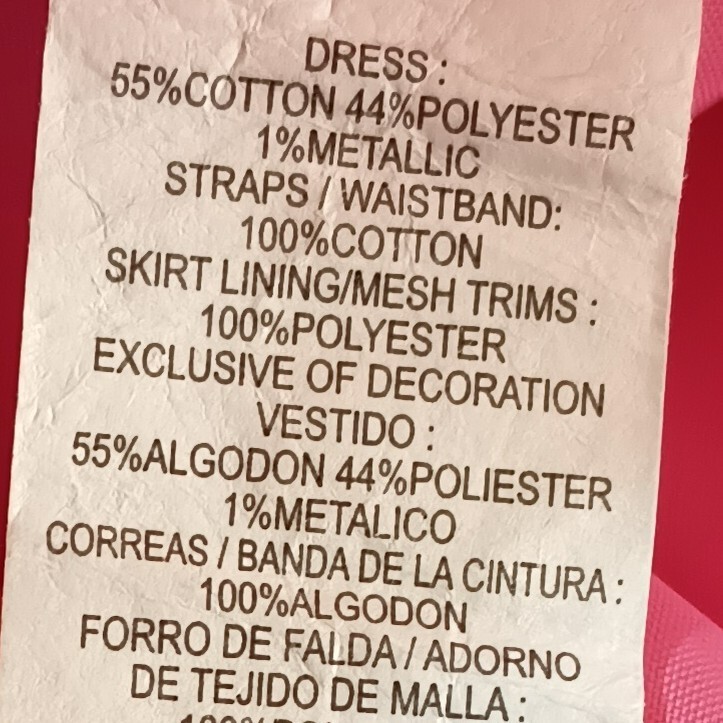 DRESS :
55%COTTON 44%POLYESTER
1%METALLIC
STRAPS / WAISTBAND:
100%COTTON
SKIRT LINING/MESH TRIMS :
100%POLYESTER
EXCLUSIVE OF DECORATION
VESTIDO :
55%ALGODON 44%POLIESTER
1%METALICO
CORREAS / BANDA DE LA CINTURA :
100%ALGODON
FORRO DE FALDA / ADORNO
DE TEJIDO DE MALLA :